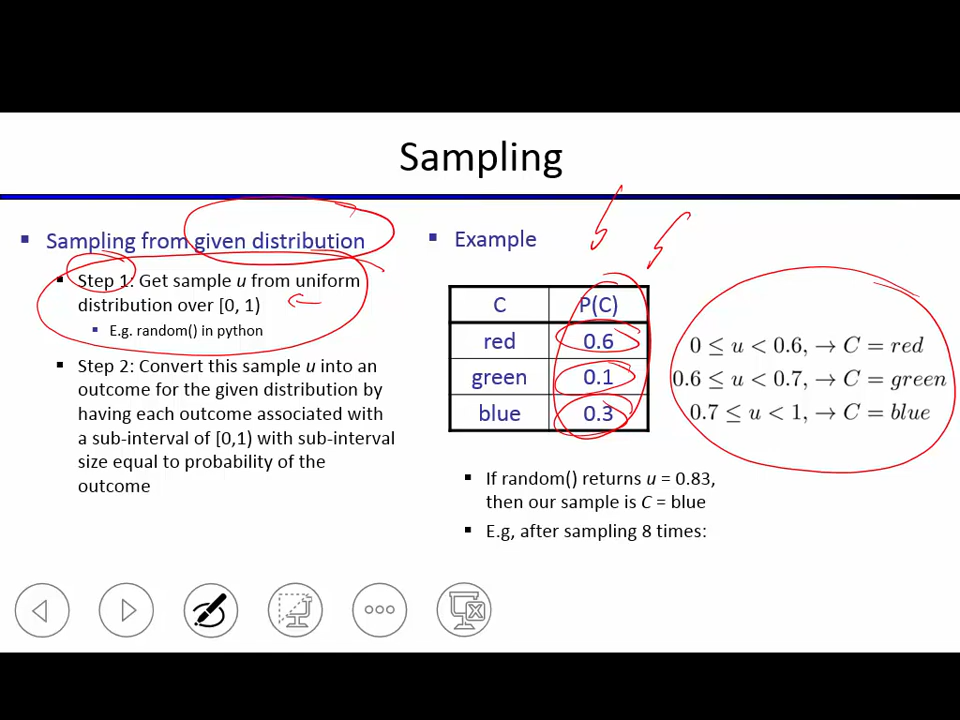 Sampling
Sampling from given distribution
Step 1: Get sample u from uniform
distribution over [0, 1)
E.g. random() in python
Step 2: Convert this sample u into an
outcome for the given distribution by
having each outcome associated with
a sub-interval of [0,1) with sub-interval
size equal to probability of the
outcome
Example
C P(C)
red 0.6
green 0.1
blue 0.3
0 ≤ u < 0.6, → C = red
0.6 ≤ u < 0.7, → C = green
0.7 ≤ u < 1, → C = blue
If random() returns u = 0.83,
then our sample is C = blue
E.g, after sampling 8 times: